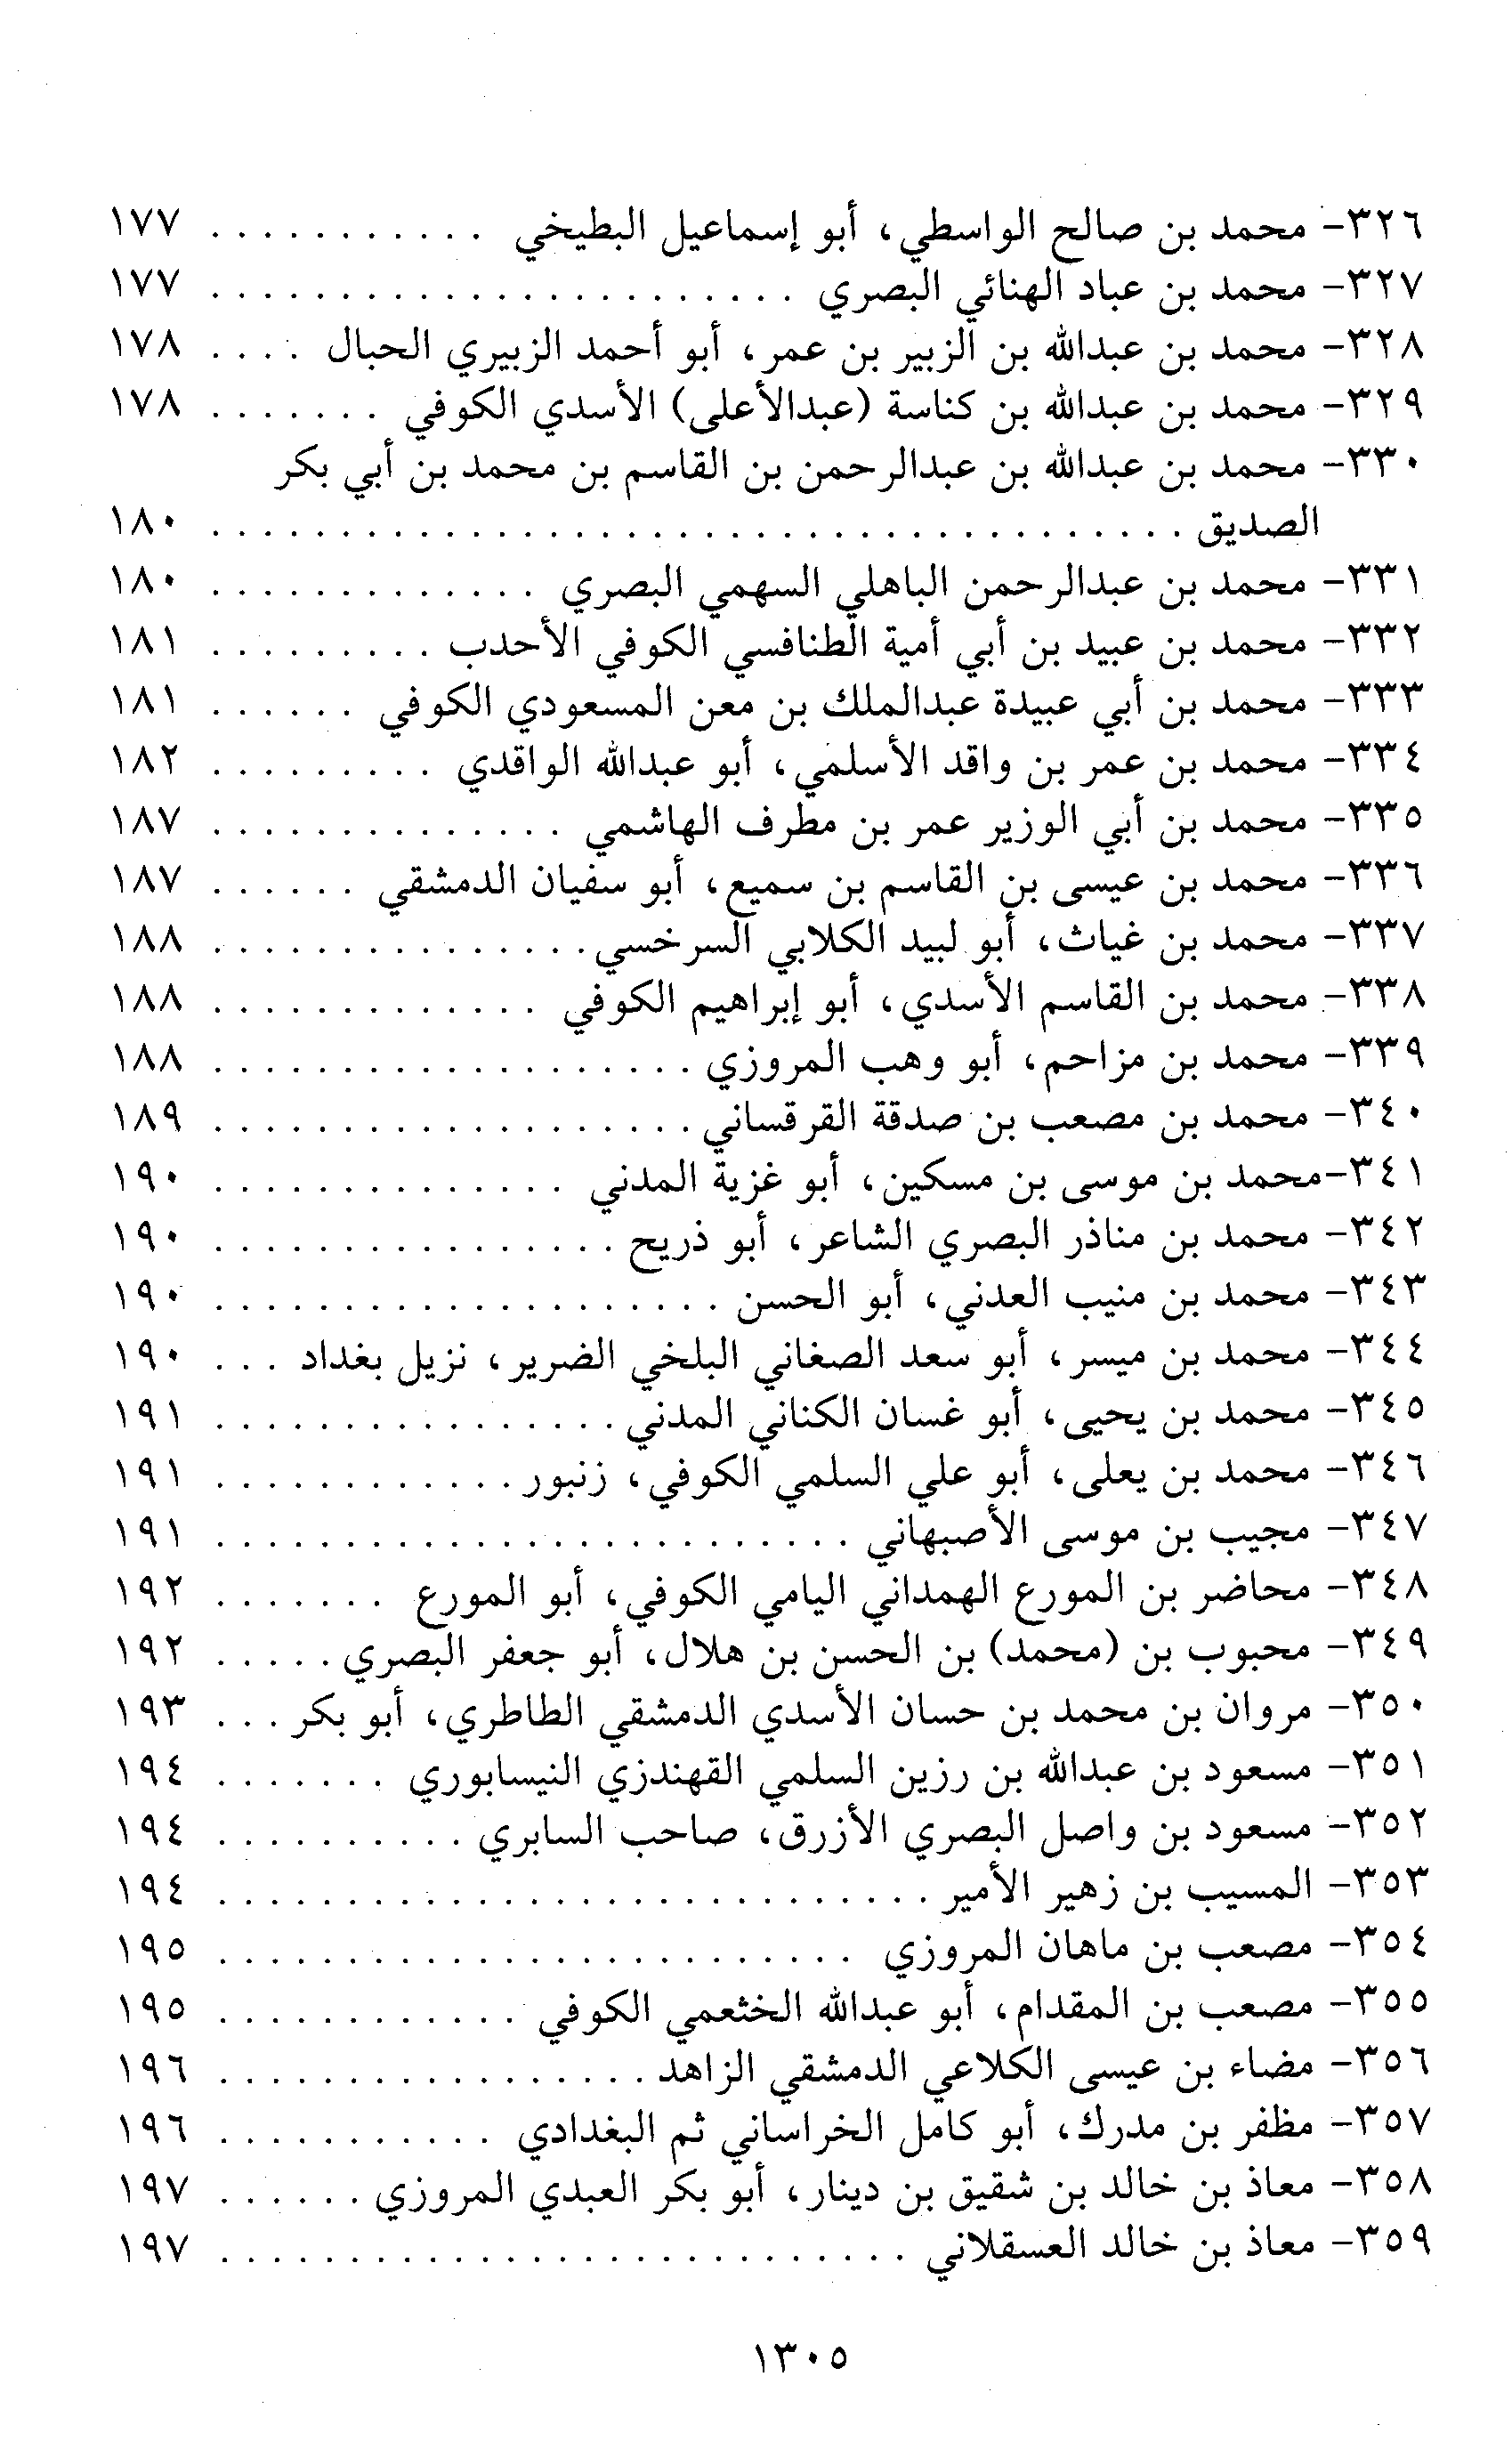 ٣٢٦- محمد بن صالح الواسطي، أبو إسماعيل البطيخي . . . . . . . . . . . ١٧٧
٣٢٧- محمد بن عباد الهنائي البصري . . . . . . . . . . . . . . . . . . . . . . . ١٧٧
٣٢٨- محمد بن عبدالله بن الزبير بن عمر، أبو أحمد الزبيري الحبال . . . . ١٧٨
٣٢٩- محمد بن عبدالله بن كناسة (عبدالأعلى) الأسدي الكوفي . . . . . . . ١٧٨
٣٣٠- محمد بن عبدالله بن عبدالرحمن بن القاسم بن محمد بن أبي بكر
الصديق . . . . . . . . . . . . . . . . . . . . . . . . . . . . . . . . . . . . . . ١٨٠
٣٣١- محمد بن عبدالرحمن الباهلي السهمي البصري . . . . . . . . . . . . . ١٨٠
٣٣٢- محمد بن عبيد بن أبي أمية الطنافسي الكوفي الأحدب . . . . . . . . . ١٨١
٣٣٣- محمد بن أبي عبيدة عبدالملك بن معن المسعودي الكوفي . . . . . . ١٨١
٣٣٤- محمد بن عمر بن واقد الأسلمي، أبو عبدالله الواقدي . . . . . . . . . ١٨٢
٣٣٥- محمد بن أبي الوزير عمر بن مطرف الهاشمي . . . . . . . . . . . . . . ١٨٧
٣٣٦- محمد بن عيسى بن القاسم بن سميع، أبو سفيان الدمشقي . . . . . . ١٨٧
٣٣٧- محمد بن غياث، أبو لبيد الكلابي السرخسي . . . . . . . . . . . . . . . ١٨٨
٣٣٨- محمد بن القاسم الأسدي، أبو إبراهيم الكوفي . . . . . . . . . . . . . ١٨٨
٣٣٩- محمد بن مزاحم، أبو وهب المروزي . . . . . . . . . . . . . . . . . . . ١٨٨
٣٤٠- محمد بن مصعب بن صدقة القرقساني . . . . . . . . . . . . . . . . . . . ١٨٩
٣٤١-محمد بن موسى بن مسكين، أبو غزية المدني . . . . . . . . . . . . . . ١٩٠
٣٤٢- محمد بن مناذر البصري الشاعر، أبو ذريح . . . . . . . . . . . . . . . . ١٩٠
٣٤٣- محمد بن منيب العدني، أبو الحسن . . . . . . . . . . . . . . . . . . . . ١٩٠
٣٤٤- محمد بن ميسر، أبو سعد الصغاني البلخي الضرير، نزيل بغداد . . . ١٩٠
٣٤٥- محمد بن يحيى، أبو غسان الكناني المدني . . . . . . . . . . . . . . . . ١٩١
٣٤٦- محمد بن يعلى، أبو علي السلمي الكوفي، زنبور . . . . . . . . . . . . ١٩١
٣٤٧- مجيب بن موسى الأصبهاني . . . . . . . . . . . . . . . . . . . . . . . . . ١٩١
٣٤٨- محاضر بن المورع الهمداني اليامي الكوفي، أبو المورع . . . . . . . ١٩٢
٣٤٩- محبوب بن (محمد) بن الحسن بن هلال، أبو جعفر البصري . . . . . ١٩٢
٣٥٠- مروان بن محمد بن حسان الأسدي الدمشقي الطاطري، أبو بكر . . . ١٩٣
٣٥١- مسعود بن عبدالله بن رزين السلمي القهندزي النيسابوري . . . . . . . ١٩٤
٣٥٢- مسعود بن واصل البصري الأزرق، صاحب السابري . . . . . . . . . . ١٩٤
٣٥٣- المسيب بن زهير الأمير . . . . . . . . . . . . . . . . . . . . . . . . . . . . ١٩٤
٣٥٤- مصعب بن ماهان المروزي . . . . . . . . . . . . . . . . . . . . . . . . . ١٩٥
٣٥٥- مصعب بن المقدام، أبو عبدالله الخثعمي الكوفي . . . . . . . . . . . . ١٩٥
٣٥٦- مضاء بن عيسى الكلاعي الدمشقي الزاهد . . . . . . . . . . . . . . . . . ١٩٦
٣٥٧- مظفر بن مدرك، أبو كامل الخراساني ثم البغدادي . . . . . . . . . . . ١٩٦
٣٥٨- معاذ بن خالد بن شقيق بن دينار، أبو بكر العبدي المروزي . . . . . . ١٩٧
٣٥٩- معاذ بن خالد العسقلاني . . . . . . . . . . . . . . . . . . . . . . . . . . . ١٩٧
١٣٠٥